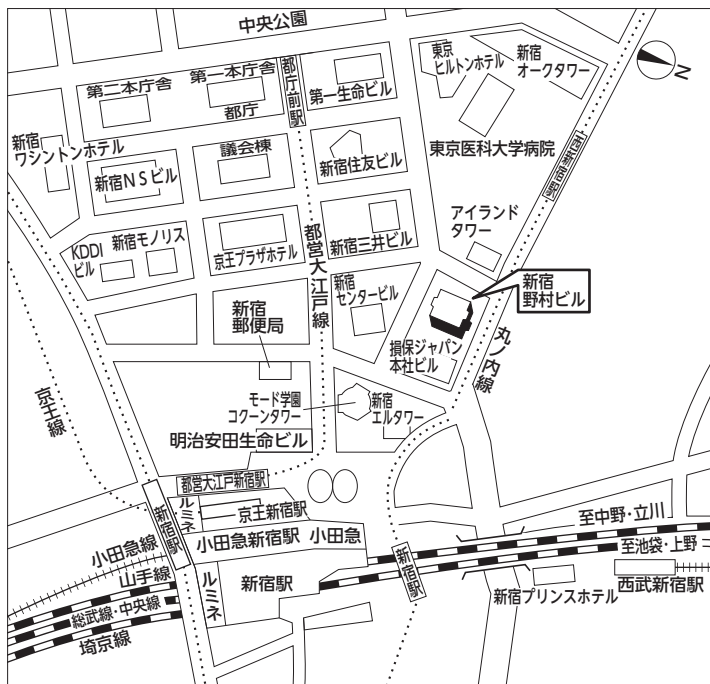 中央公園
第二本庁舎
第一本庁舎
都庁
都庁前駅
第一生命ビル
東京
ヒルトンホテル
新宿
オークタワー
N
新宿
ワシントンホテル
新宿NSビル
議会棟
新宿住友ビル
東京医科大学病院
西新宿駅
KDDI
ビル
新宿モノリス
京王プラザホテル
都営大江戸線
新宿三井ビル
アイランド
タワー
新宿
郵便局
新宿
センタービル
新宿
野村ビル
損保ジャパン
本社ビル
丸ノ内線
京王線
モード学園
コクーンタワー
新宿
エルタワー
明治安田生命ビル
都営大江戸新宿駅
ルミネ
京王新宿駅
新宿駅
小田急新宿駅
小田急
至中野・立川
小田急線
山手線
総武線・中央線
埼京線
ルミネ
新宿駅
新宿駅
至池袋・上野
新宿プリンスホテル
西武新宿駅